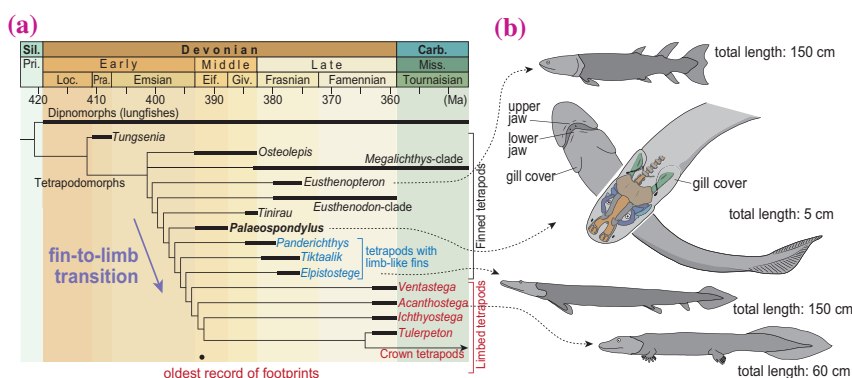 (a)
Sil. Devonian Carb.
Pri. Early Middle Late Miss.
Loc. Pra. Emsian Eif. Giv. Frasnian Famennian Tournaisian
420 410 400 390 380 370 360 (Ma)
Dipnomorphs (lungfishes)
Tungsenia
Osteolepis
Megalichthys-clade
Tetrapodomorphs
Eusthenopteron
Eusthenodon-clade
Tinirau
Palaeospondylus
fin-to-limb
transition
Panderichthys
Tiktaalik
Elpistostege
tetrapods with
limb-like fins
Ventastega
Acanthostega
Ichthyostega
Tulerpeton
Crown tetrapods
Finned tetrapods
Limbed tetrapods
oldest record of footprints
(b)
total length: 150 cm
upper
jaw
lower
jaw
gill cover
gill cover
total length: 5 cm
total length: 150 cm
total length: 60 cm